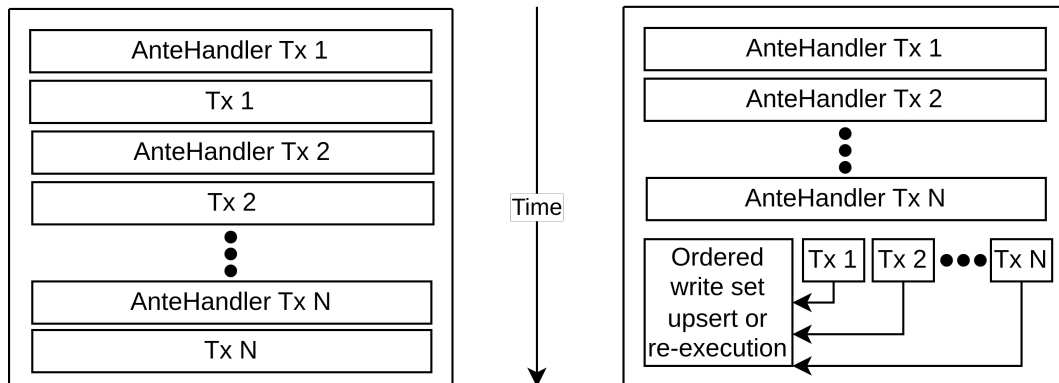 AnteHandler Tx 1
Tx 1
AnteHandler Tx 2
Tx 2
AnteHandler Tx N
Tx N
Time
AnteHandler Tx 1
AnteHandler Tx 2
AnteHandler Tx N
Ordered
write set
upsert or
re-execution
Tx 1
Tx 2
Tx N